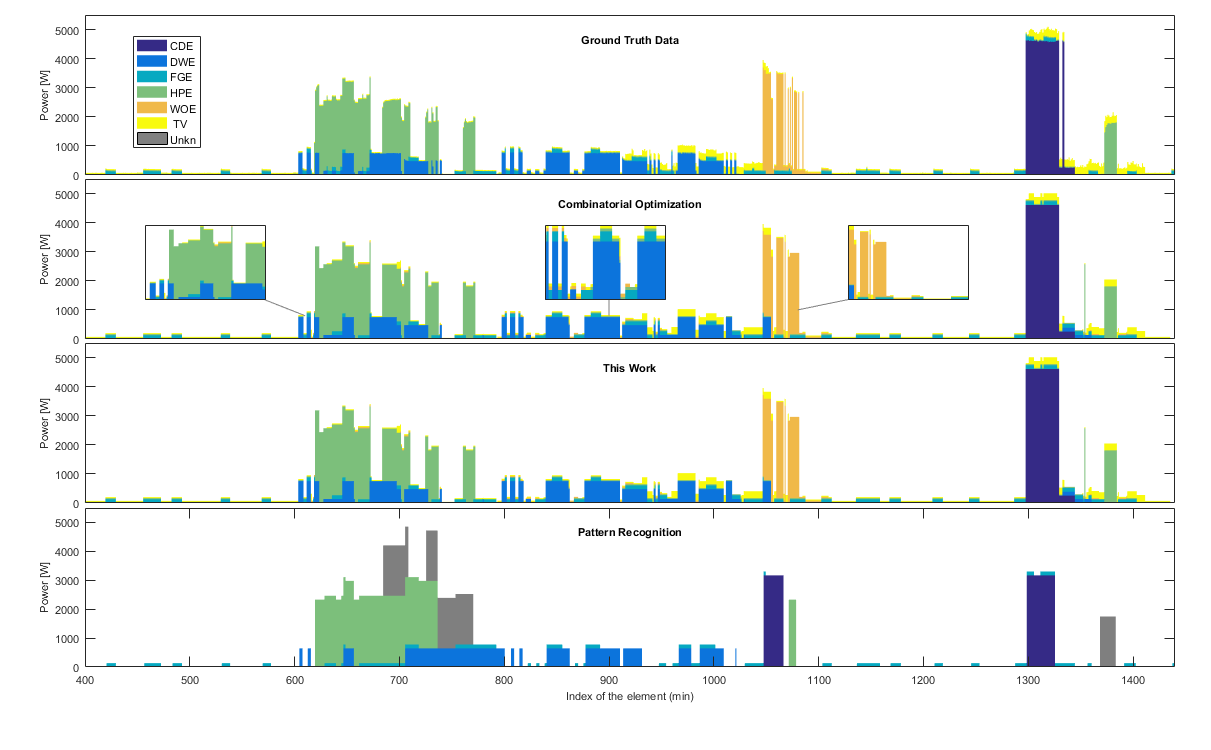 Ground Truth Data
Power [W]
5000
4000
3000
2000
1000
0
CDE
DWE
FGE
HPE
WOE
TV
Unkn
Combinatorial Optimization
Power [W]
5000
4000
3000
2000
1000
0
This Work
Power [W]
5000
4000
3000
2000
1000
0
Pattern Recognition
Power [W]
5000
4000
3000
2000
1000
0
400 500 600 700 800 900 1000 1100 1200 1300 1400
Index of the element (min)